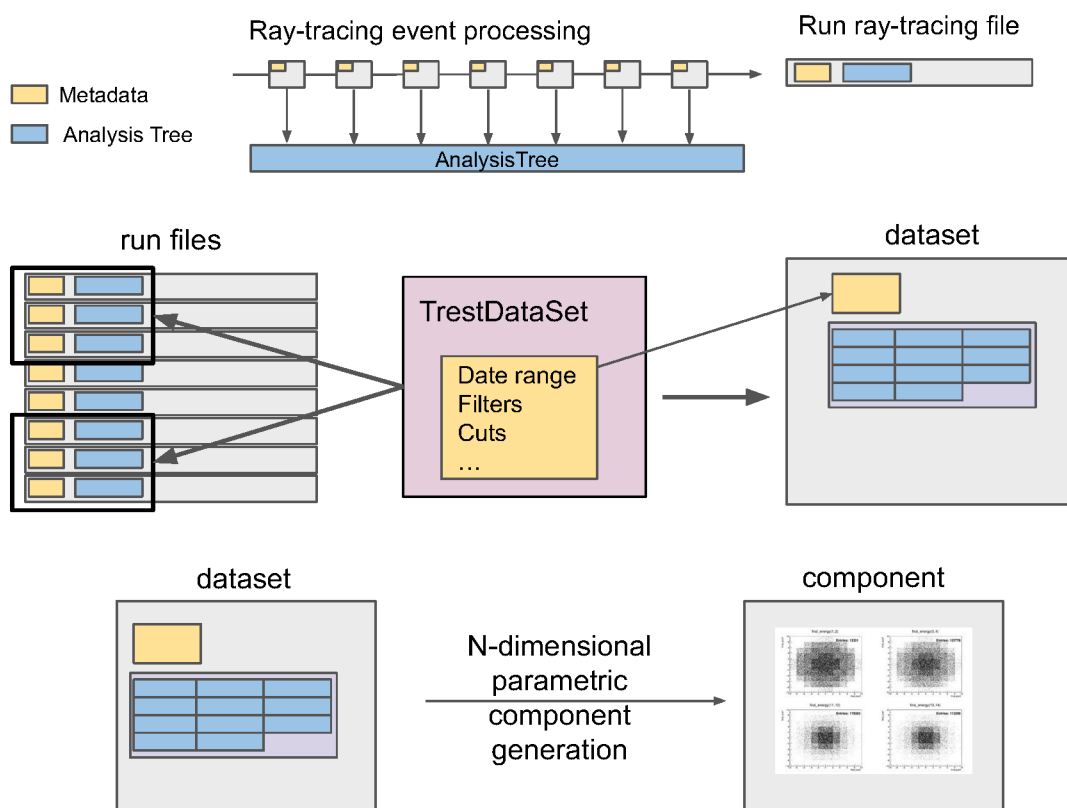 Ray-tracing event processing
Run ray-tracing file
Metadata
Analysis Tree
AnalysisTree
run files
dataset
TrestDataSet
Date range
Filters
Cuts
…
dataset
component
N-dimensional
parametric
component
generation